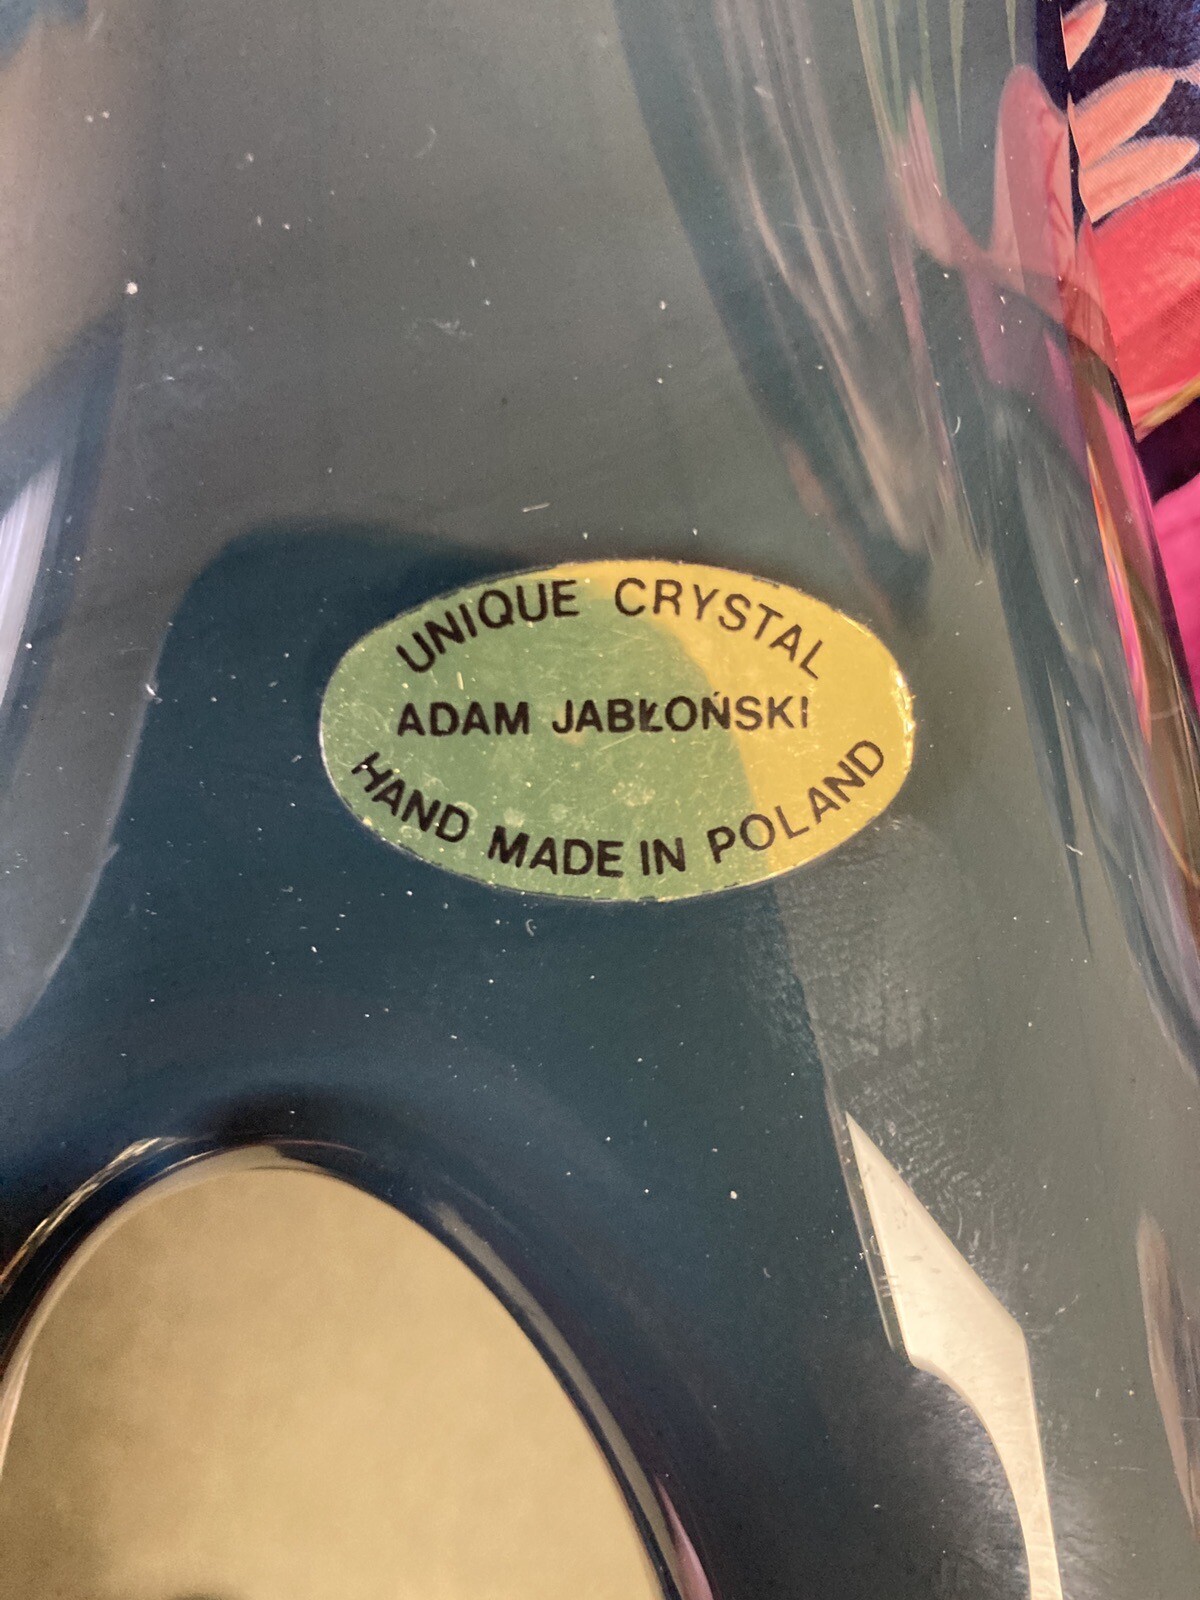 UNIQUE CRYSTAL
ADAM JABŁOŃSKI
HAND MADE IN POLAND